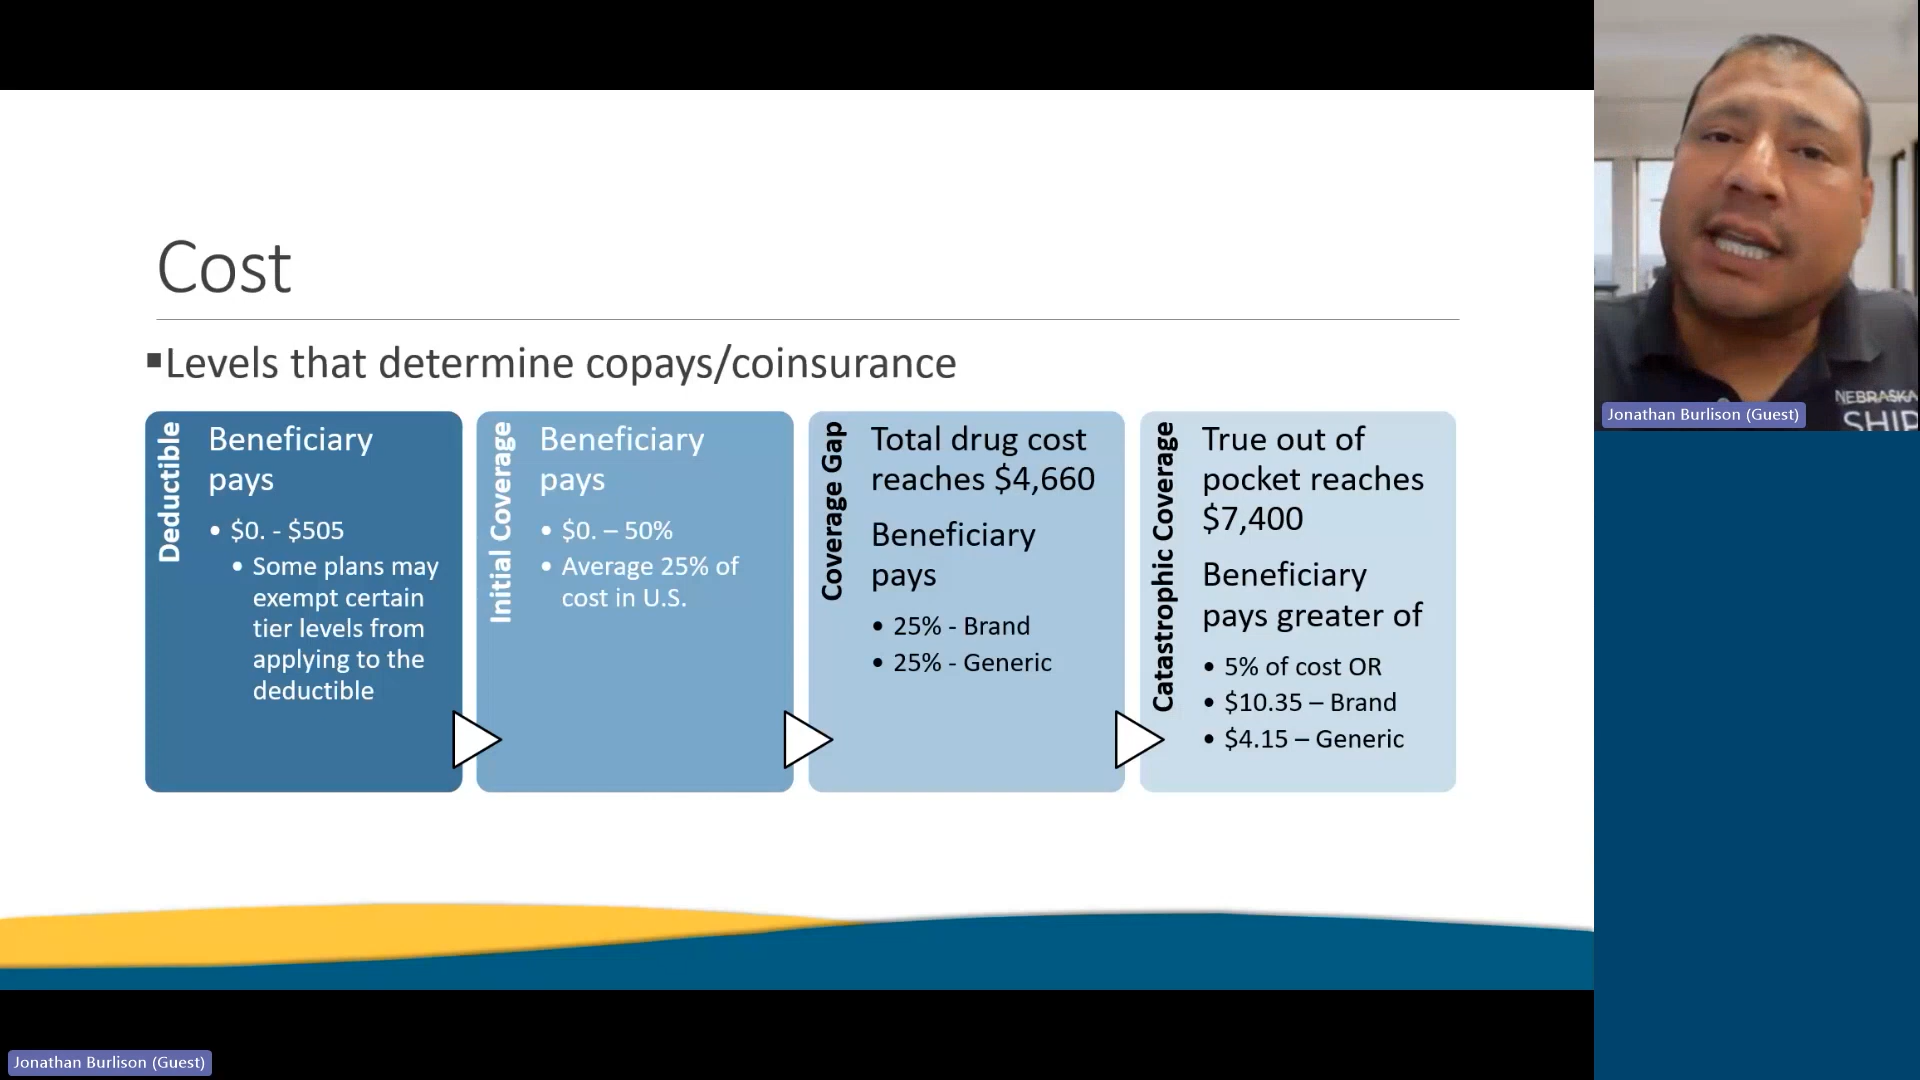 Cost
▪Levels that determine copays/coinsurance
Deductible
Beneficiary
pays
• $0. - $505
• Some plans may
exempt certain
tier levels from
applying to the
deductible
Initial Coverage
Beneficiary
pays
• $0. – 50%
• Average 25% of
cost in U.S.
Coverage Gap
Total drug cost
reaches $4,660
Beneficiary
pays
• 25% - Brand
• 25% - Generic
Catastrophic Coverage
True out of
pocket reaches
$7,400
Beneficiary
pays greater of
• 5% of cost OR
• $10.35 – Brand
• $4.15 – Generic
NEBRASKA
SHIP
Jonathan Burlison (Guest)
Jonathan Burlison (Guest)